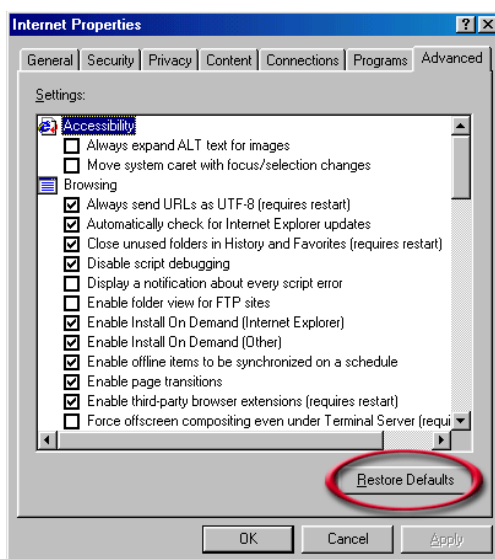 Internet Properties
General Security Privacy Content Connections Programs Advanced
Settings:
Accessibility
Always expand ALT text for images
Move system caret with focus/selection changes
Browsing
Always send URLs as UTF-8 (requires restart)
Automatically check for Internet Explorer updates
Close unused folders in History and Favorites (requires restart)
Disable script debugging
Display a notification about every script error
Enable folder view for FTP sites
Enable Install On Demand (Internet Explorer)
Enable Install On Demand (Other)
Enable offline items to be synchronized on a schedule
Enable page transitions
Enable third-party browser extensions (requires restart)
Force offscreen compositing even under Terminal Server (requi
Restore Defaults
OK Cancel Apply